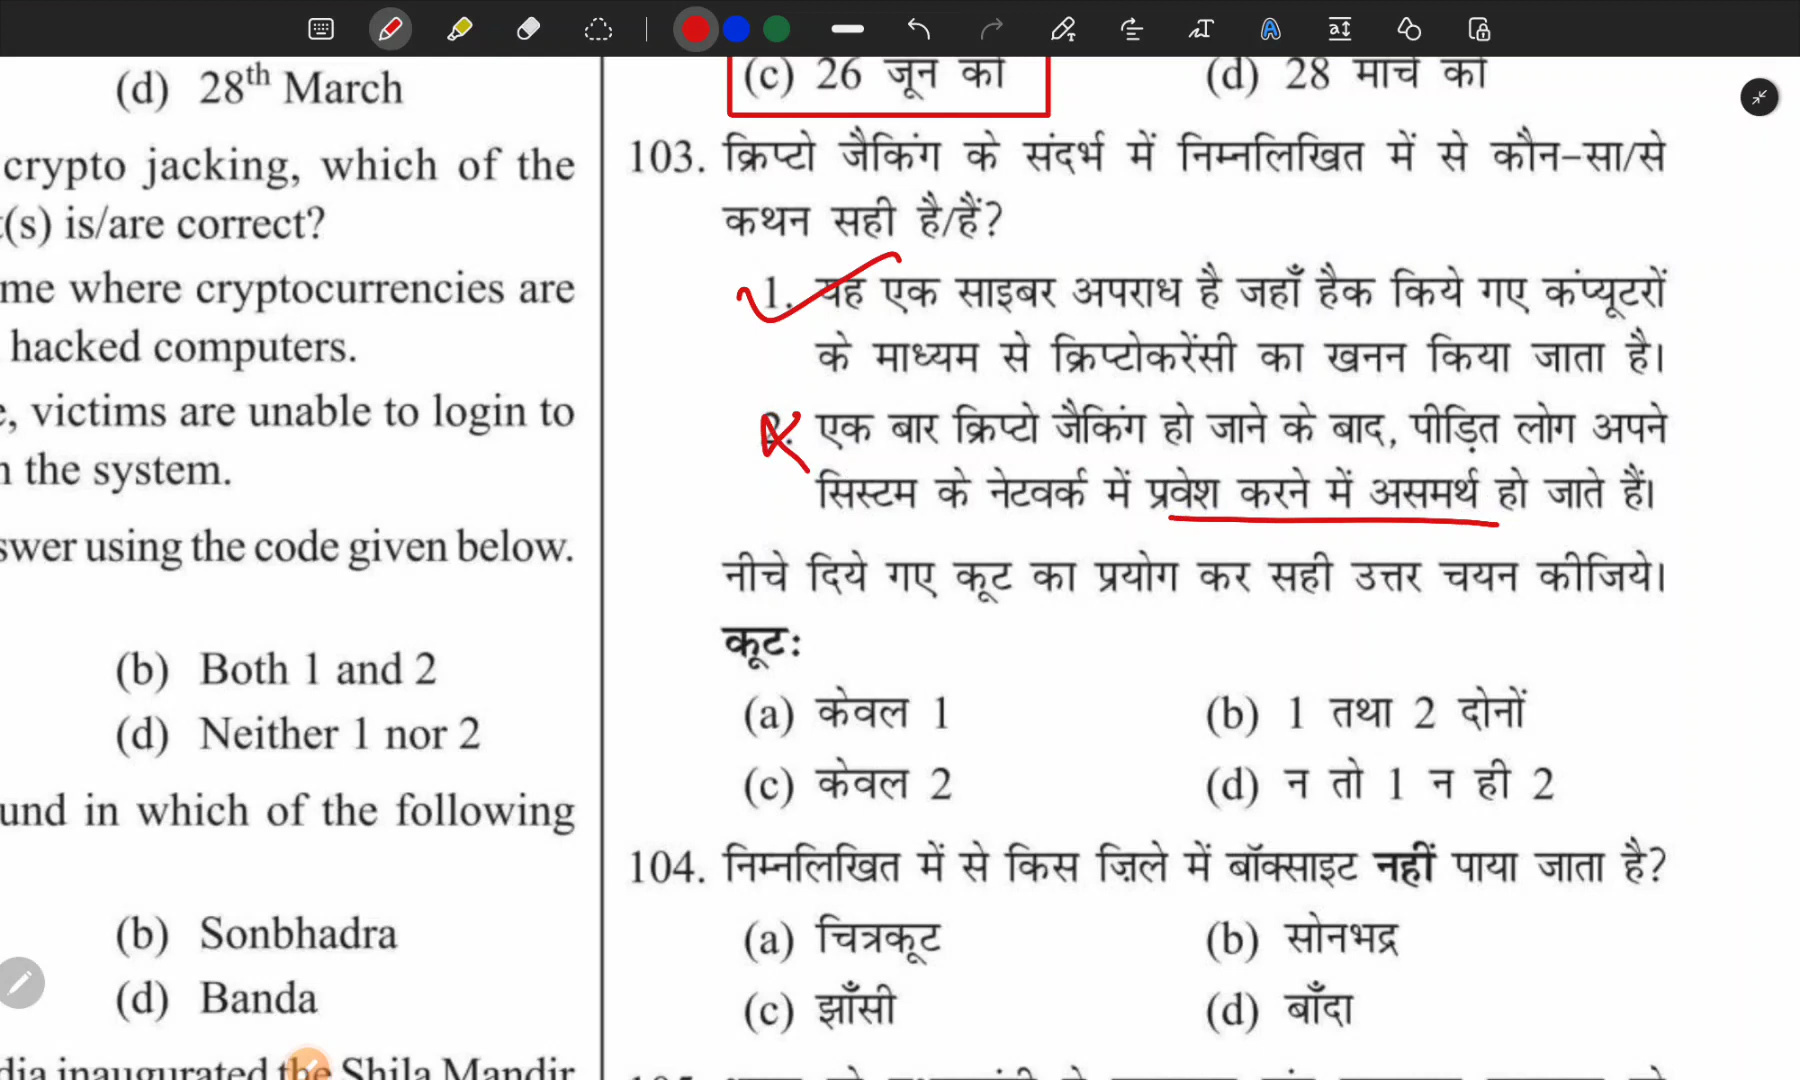 (d) 28th March
crypto jacking, which of the
(s) is/are correct?
me where cryptocurrencies are
hacked computers.
, victims are unable to login to
the system.
swer using the code given below.
(b) Both 1 and 2
(d) Neither 1 nor 2
und in which of the following
(b) Sonbhadra
(d) Banda
dia inaugurated the Shila Mandir
(c) 26 जून को (d) 28 मार्च को
103. क्रिप्टो जैकिंग के संदर्भ में निम्नलिखित में से कौन-सा/से
कथन सही है/हैं?
1. यह एक साइबर अपराध है जहाँ हैक किये गए कंप्यूटरों
के माध्यम से क्रिप्टोकरेंसी का खनन किया जाता है।
2. एक बार क्रिप्टो जैकिंग हो जाने के बाद, पीड़ित लोग अपने
सिस्टम के नेटवर्क में प्रवेश करने में असमर्थ हो जाते हैं।
नीचे दिये गए कूट का प्रयोग कर सही उत्तर चयन कीजिये।
कूट:
(a) केवल 1 (b) 1 तथा 2 दोनों
(c) केवल 2 (d) न तो 1 न ही 2
104. निम्नलिखित में से किस ज़िले में बॉक्साइट नहीं पाया जाता है?
(a) चित्रकूट (b) सोनभद्र
(c) झाँसी (d) बाँदा